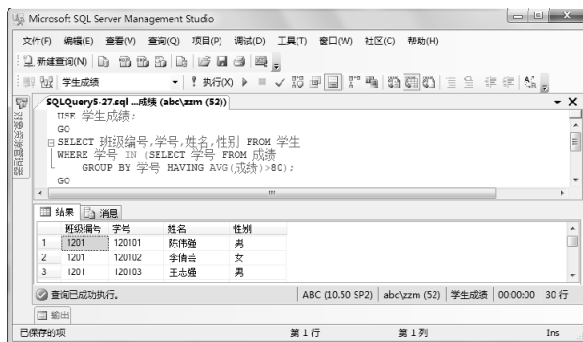 Microsoft SQL Server Management Studio
文件(F) 编辑(E) 查看(V) 查询(Q) 项目(P) 调试(D) 工具(T) 窗口(W) 社区(C) 帮助(H)
新建查询(N)
学生成绩 执行(X)
SQLQuery5-27.sql ...成绩 (abc\zzm (52))
对象资源管理器
USE 学生成绩;
GO
SELECT 班级编号,学号,姓名,性别 FROM 学生
WHERE 学号 IN (SELECT 学号 FROM 成绩
GROUP BY 学号 HAVING AVG(成绩)>80);
GO
结果 消息
班级编号 学号 姓名 性别
1 1201 120101 陈伟强 男
2 1201 120102 李倩芸 女
3 1201 120103 王志强 男
查询已成功执行。 ABC (10.50 SP2) abc\zzm (52) 学生成绩 00:00:00 30 行
输出
已保存的项 第 1 行 第 1 列 Ins